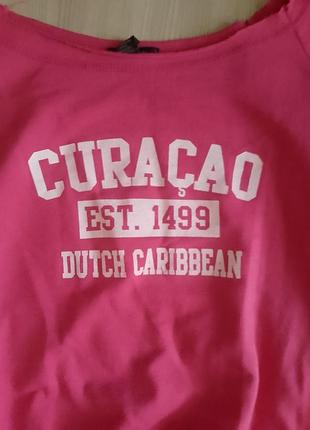 CURAÇAO
EST. 1499
DUTCH CARIBBEAN